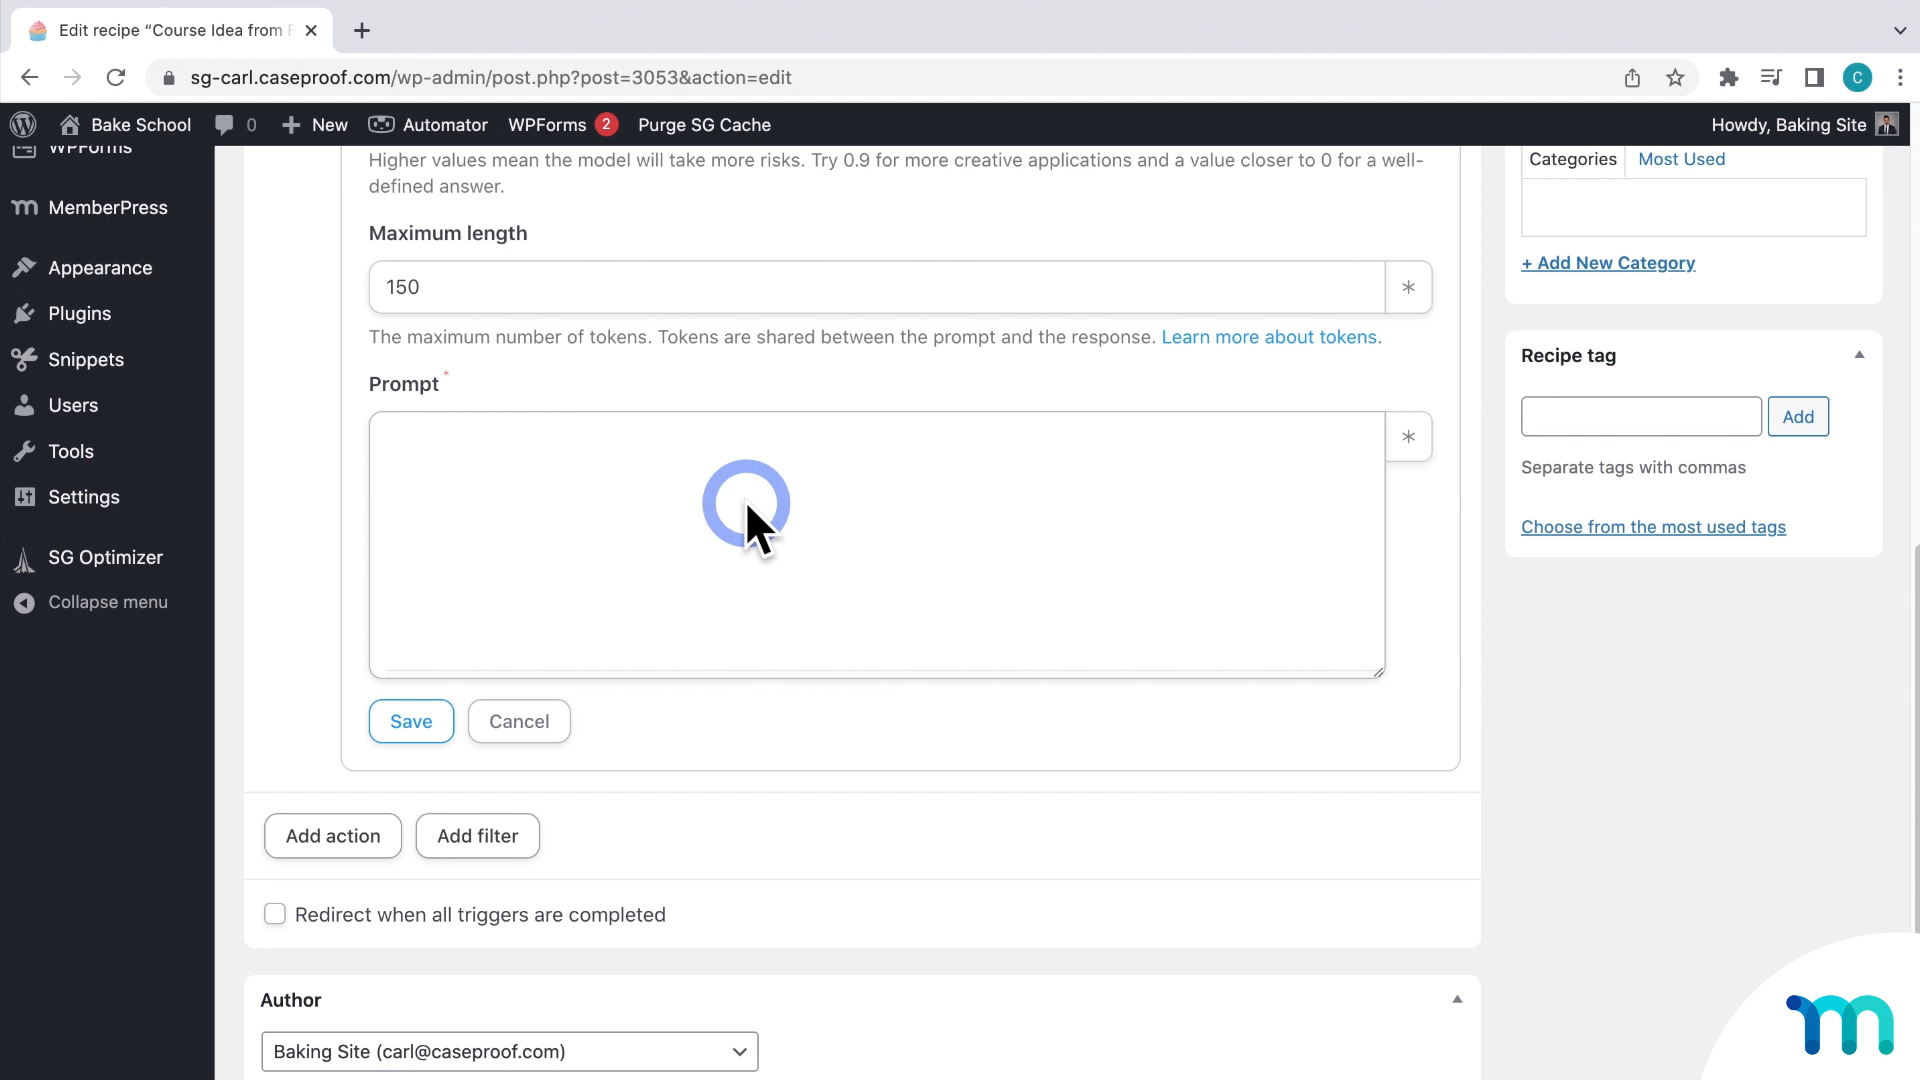 Edit recipe “Course Idea from F
sg-carl.caseproof.com/wp-admin/post.php?post=3053&action=edit
C
Bake School
0
New
Automator
WPForms
2
Purge SG Cache
Howdy, Baking Site
WPForms
MemberPress
Appearance
Plugins
Snippets
Users
Tools
Settings
SG Optimizer
Collapse menu
Higher values mean the model will take more risks. Try 0.9 for more creative applications and a value closer to 0 for a well-
defined answer.
Maximum length
150
*
The maximum number of tokens. Tokens are shared between the prompt and the response. Learn more about tokens.
Prompt *
*
Save
Cancel
Add action
Add filter
Redirect when all triggers are completed
Author
Baking Site (carl@caseproof.com)
Categories
Most Used
+ Add New Category
Recipe tag
Add
Separate tags with commas
Choose from the most used tags
m